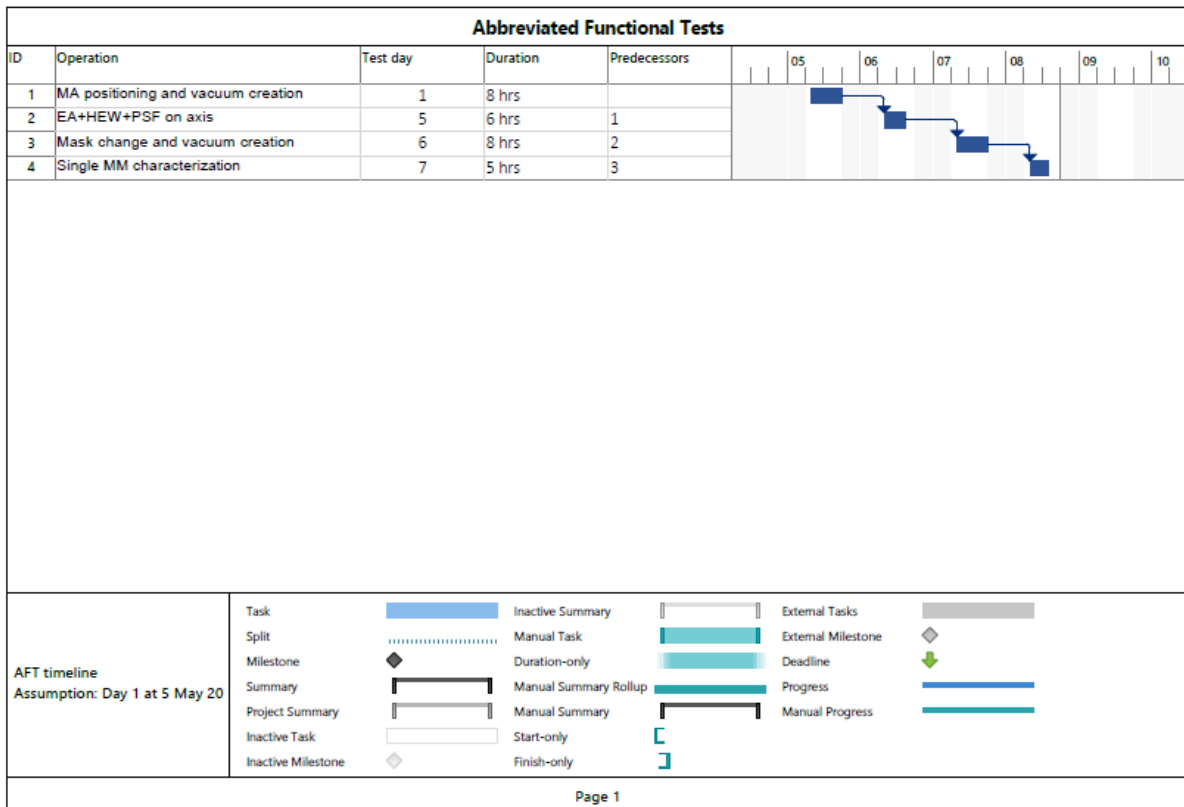 Abbreviated Functional Tests
ID Operation Test day Duration Predecessors 05 06 07 08 09 10
1 MA positioning and vacuum creation 1 8 hrs
2 EA+HEW+PSF on axis 5 6 hrs 1
3 Mask change and vacuum creation 6 8 hrs 2
4 Single MM characterization 7 5 hrs 3
AFT timeline
Assumption: Day 1 at 5 May 20
Task
Split
Milestone
Summary
Project Summary
Inactive Task
Inactive Milestone
Inactive Summary
Manual Task
Duration-only
Manual Summary Rollup
Manual Summary
Start-only
Finish-only
External Tasks
External Milestone
Deadline
Progress
Manual Progress
Page 1